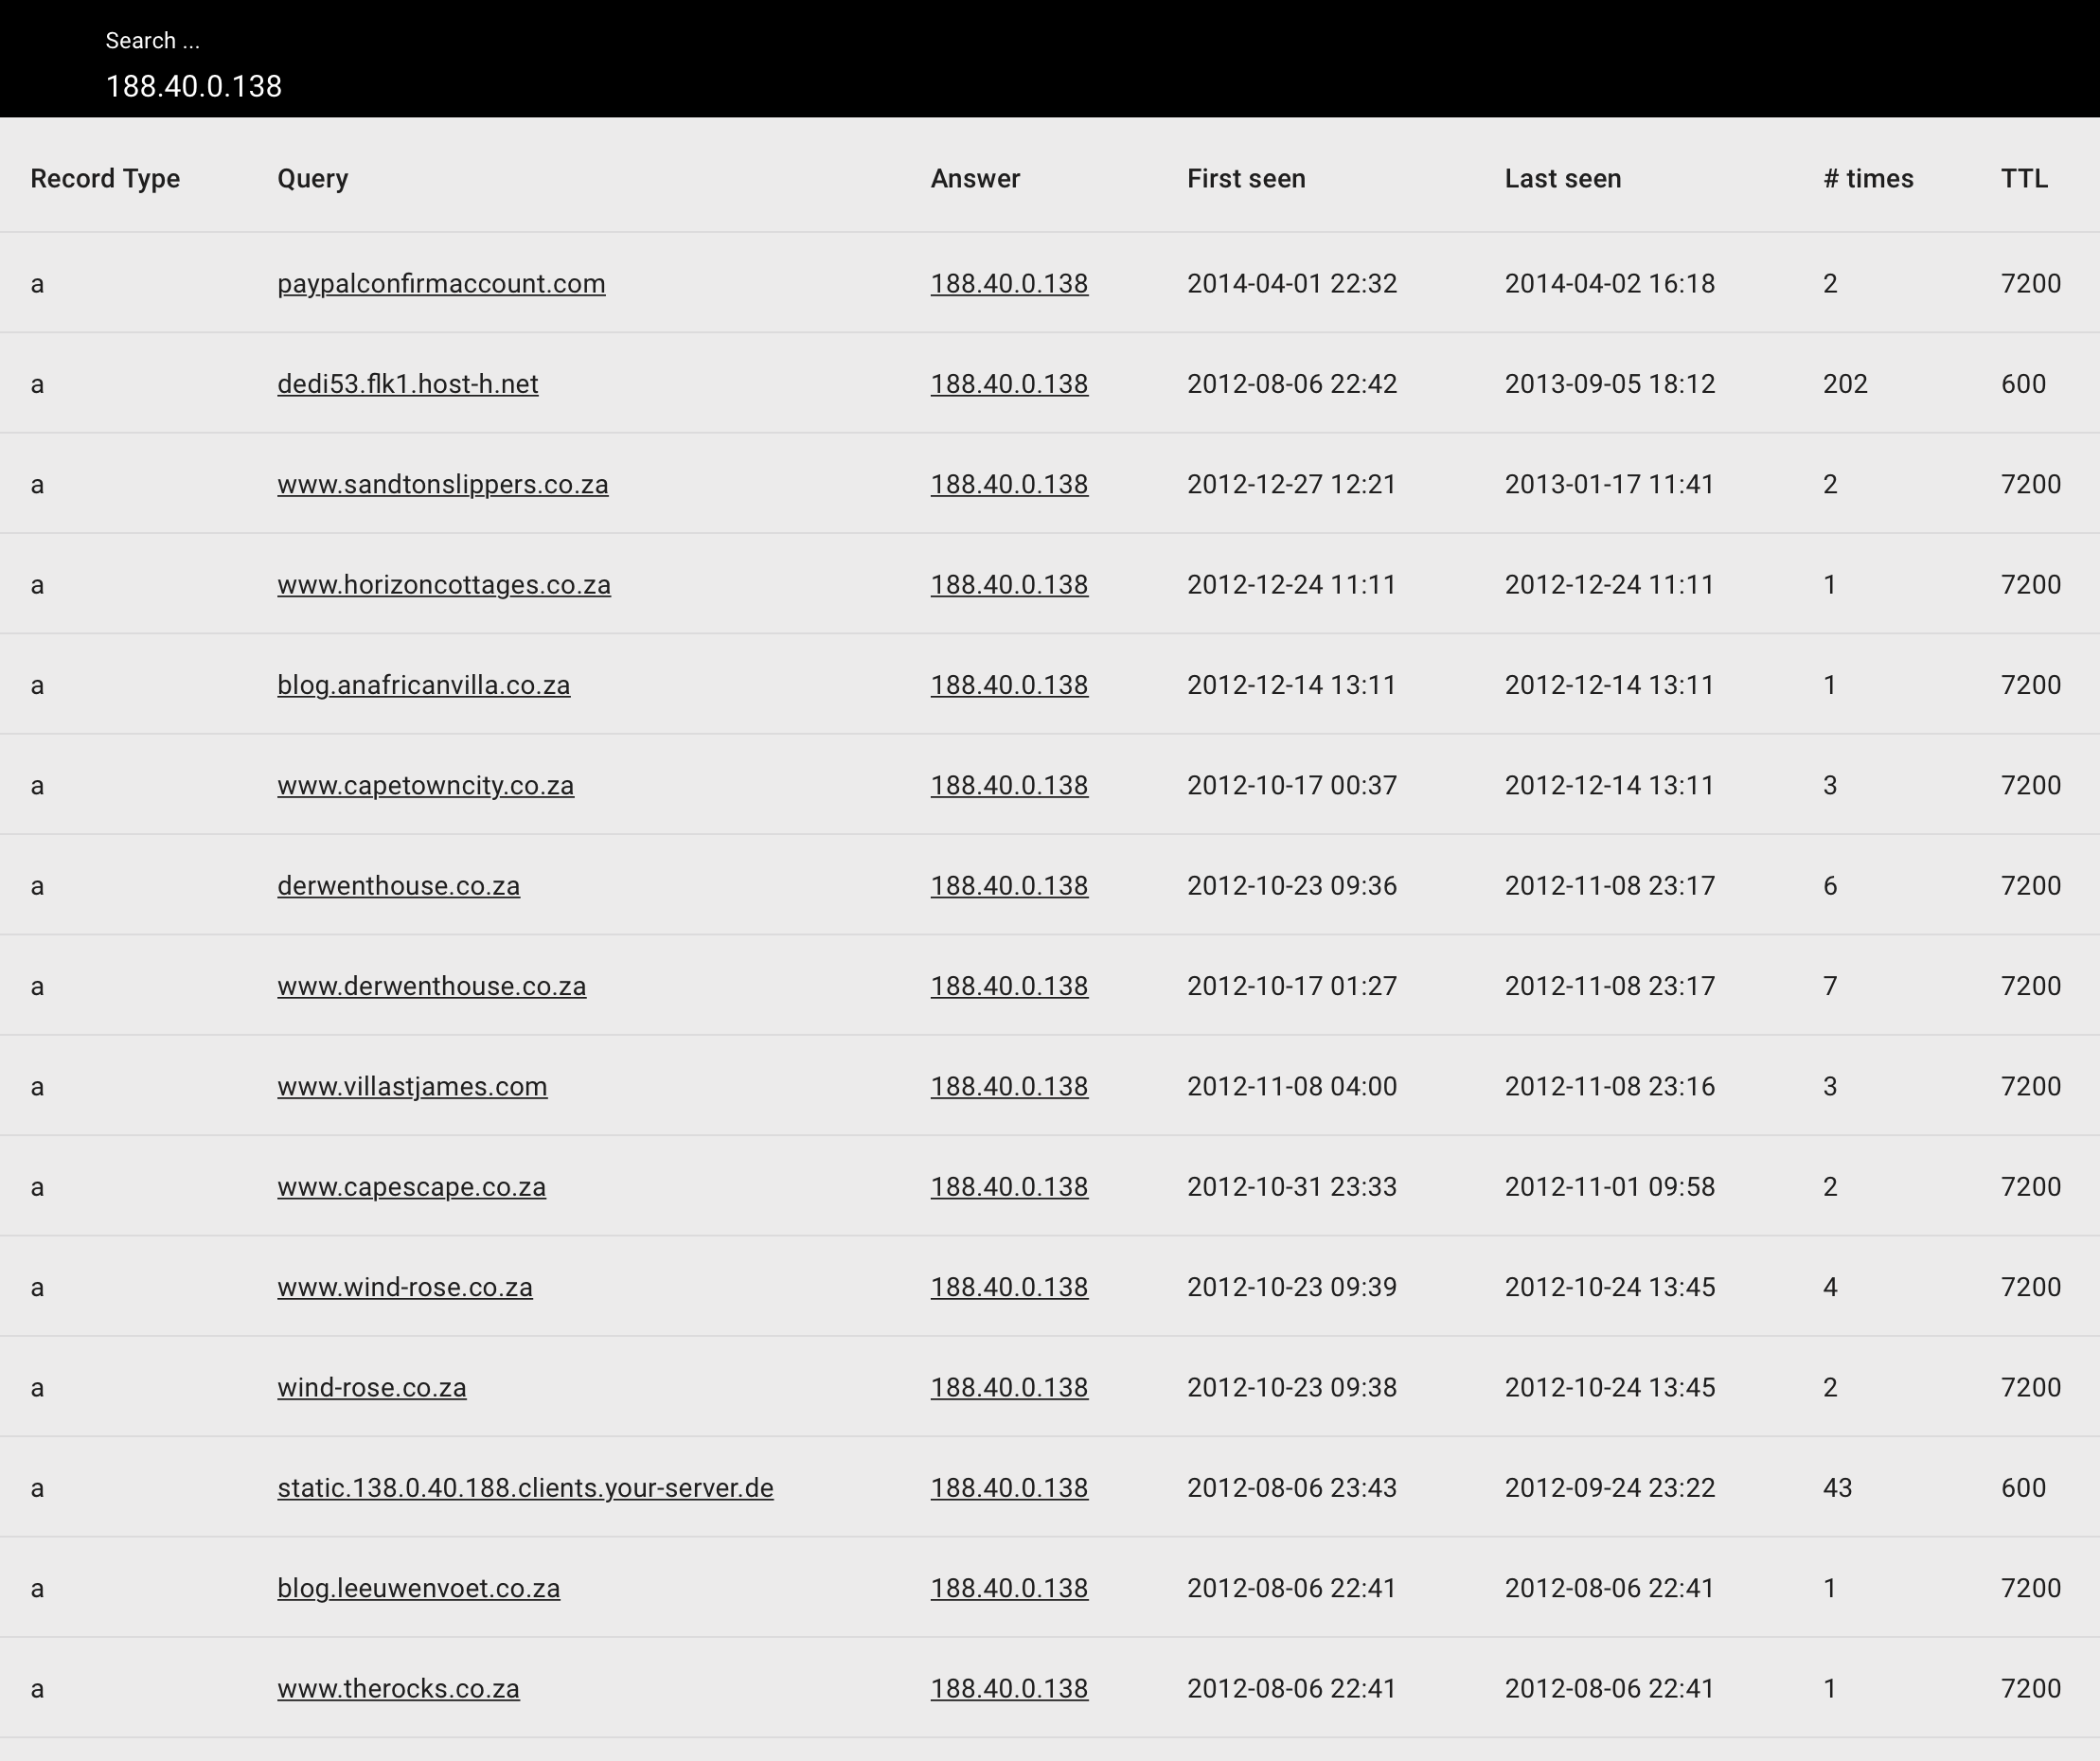 Search ...
188.40.0.138
Record Type Query Answer First seen Last seen # times TTL
a paypalconfirmaccount.com 188.40.0.138 2014-04-01 22:32 2014-04-02 16:18 2 7200
a dedi53.flk1.host-h.net 188.40.0.138 2012-08-06 22:42 2013-09-05 18:12 202 600
a www.sandtonslippers.co.za 188.40.0.138 2012-12-27 12:21 2013-01-17 11:41 2 7200
a www.horizoncottages.co.za 188.40.0.138 2012-12-24 11:11 2012-12-24 11:11 1 7200
a blog.anafricanvilla.co.za 188.40.0.138 2012-12-14 13:11 2012-12-14 13:11 1 7200
a www.capetowncity.co.za 188.40.0.138 2012-10-17 00:37 2012-12-14 13:11 3 7200
a derwenthouse.co.za 188.40.0.138 2012-10-23 09:36 2012-11-08 23:17 6 7200
a www.derwenthouse.co.za 188.40.0.138 2012-10-17 01:27 2012-11-08 23:17 7 7200
a www.villastjames.com 188.40.0.138 2012-11-08 04:00 2012-11-08 23:16 3 7200
a www.capescape.co.za 188.40.0.138 2012-10-31 23:33 2012-11-01 09:58 2 7200
a www.wind-rose.co.za 188.40.0.138 2012-10-23 09:39 2012-10-24 13:45 4 7200
a wind-rose.co.za 188.40.0.138 2012-10-23 09:38 2012-10-24 13:45 2 7200
a static.138.0.40.188.clients.your-server.de 188.40.0.138 2012-08-06 23:43 2012-09-24 23:22 43 600
a blog.leeuwenvoet.co.za 188.40.0.138 2012-08-06 22:41 2012-08-06 22:41 1 7200
a www.therocks.co.za 188.40.0.138 2012-08-06 22:41 2012-08-06 22:41 1 7200